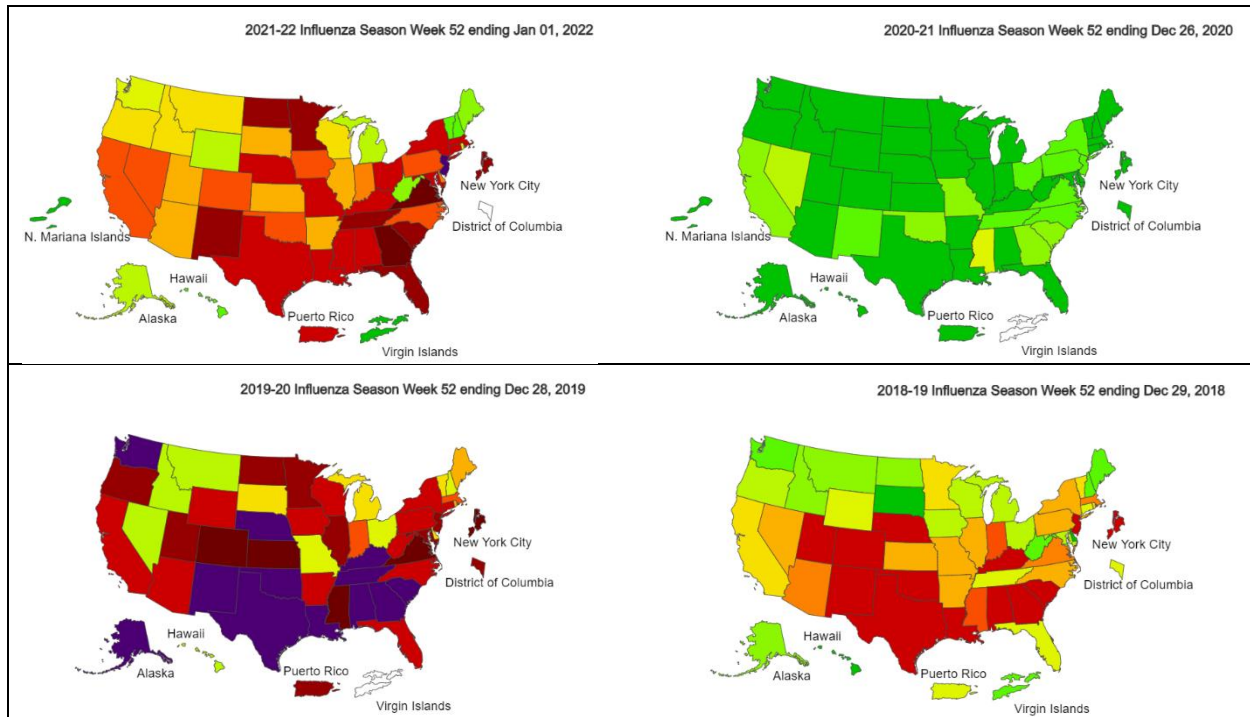 2021-22 Influenza Season Week 52 ending Jan 01, 2022
New York City
District of Columbia
N. Mariana Islands
Hawaii
Alaska
Puerto Rico
Virgin Islands
2020-21 Influenza Season Week 52 ending Dec 26, 2020
New York City
District of Columbia
Hawaii
Alaska
Puerto Rico
Virgin Islands
2019-20 Influenza Season Week 52 ending Dec 28, 2019
New York City
District of Columbia
Hawaii
Alaska
Puerto Rico
Virgin Islands
2018-19 Influenza Season Week 52 ending Dec 29, 2018
New York City
District of Columbia
Hawaii
Alaska
Puerto Rico
Virgin Islands